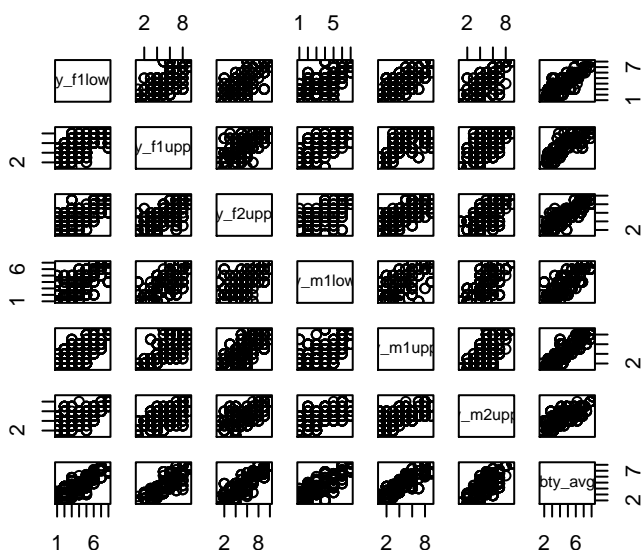 2 8 1 5 2 8
y_f1low 1 7
2 y_f1upp
y_f2upp 2
1 6 y_m1low
y_m1upp 2
2 y_m2upp
bty_avg 2 7
1 6 2 8 2 8 2 6